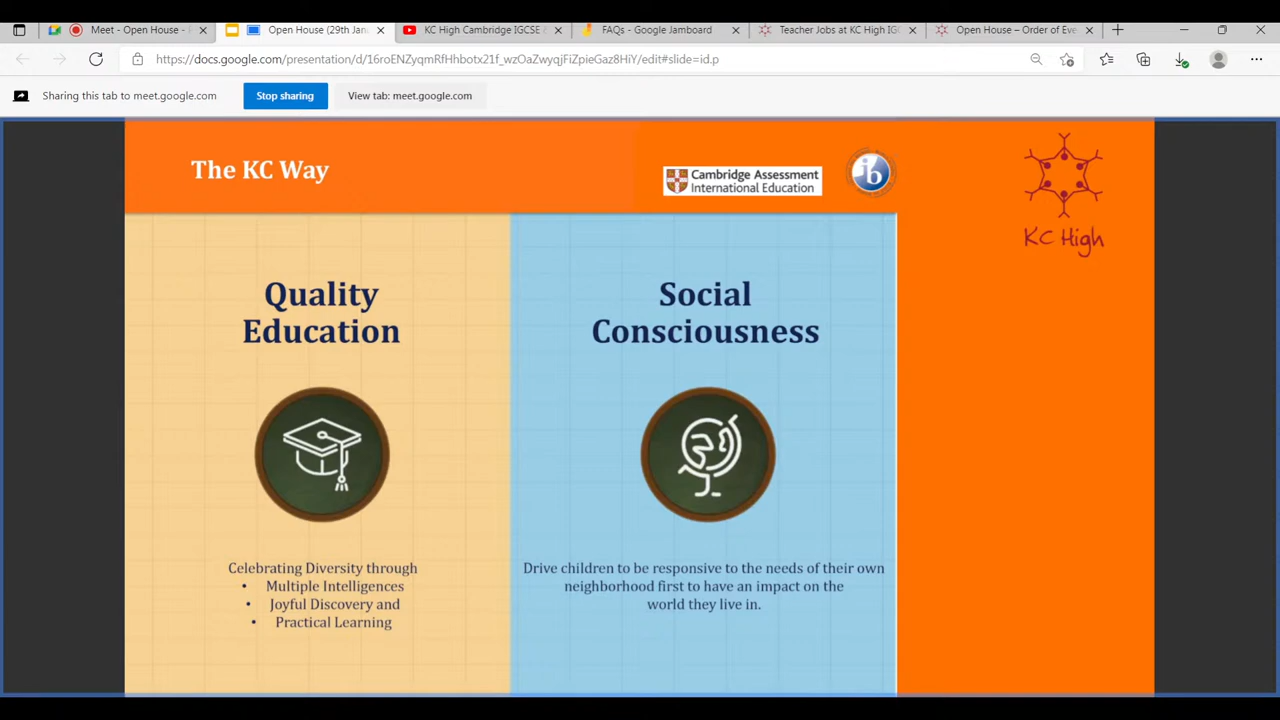 Meet - Open House -
Open House (29th Jan
KC High Cambridge IGCSE
FAQs - Google Jamboard
Teacher Jobs at KC High IGC
Open House – Order of Eve
https://docs.google.com/presentation/d/16roENZyqmRfHhbotx21f_wzOaZwyqjFiZpieGaz8HiY/edit#slide=id.p
Sharing this tab to meet.google.com
Stop sharing
View tab: meet.google.com
The KC Way
Cambridge Assessment
International Education
ib
KC High
Quality
Education
Celebrating Diversity through
• Multiple Intelligences
• Joyful Discovery and
• Practical Learning
Social
Consciousness
Drive children to be responsive to the needs of their own
neighborhood first to have an impact on the
world they live in.